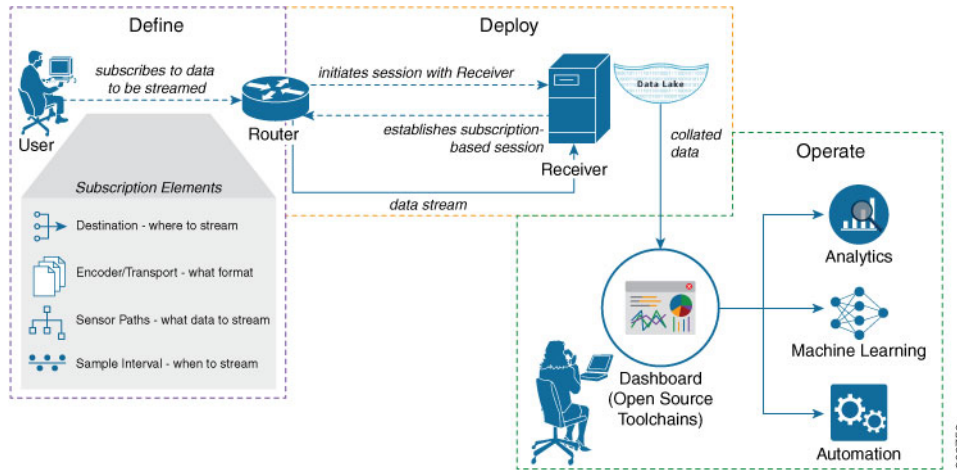 Define
Deploy
subscribes to data
to be streamed
initiates session with Receiver
Data Lake
User
Router
establishes subscription-
based session
Receiver
collated
data
data stream
Subscription Elements
Destination - where to stream
Encoder/Transport - what format
Sensor Paths - what data to stream
Sample Interval - when to stream
Operate
Analytics
Machine Learning
Dashboard
(Open Source
Toolchains)
Automation